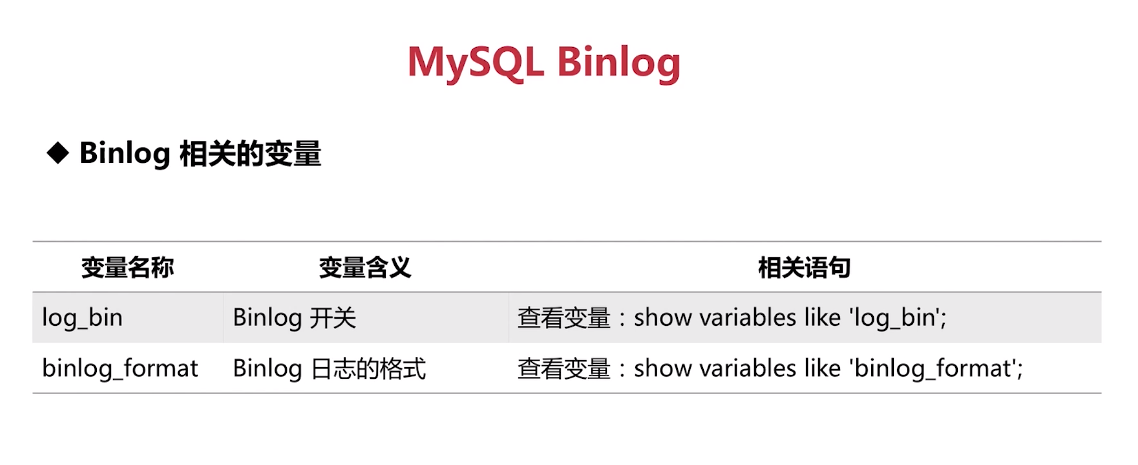 MySQL Binlog
◆ Binlog 相关的变量
变量名称 变量含义 相关语句
log_bin Binlog 开关 查看变量：show variables like 'log_bin';
binlog_format Binlog 日志的格式 查看变量：show variables like 'binlog_format';